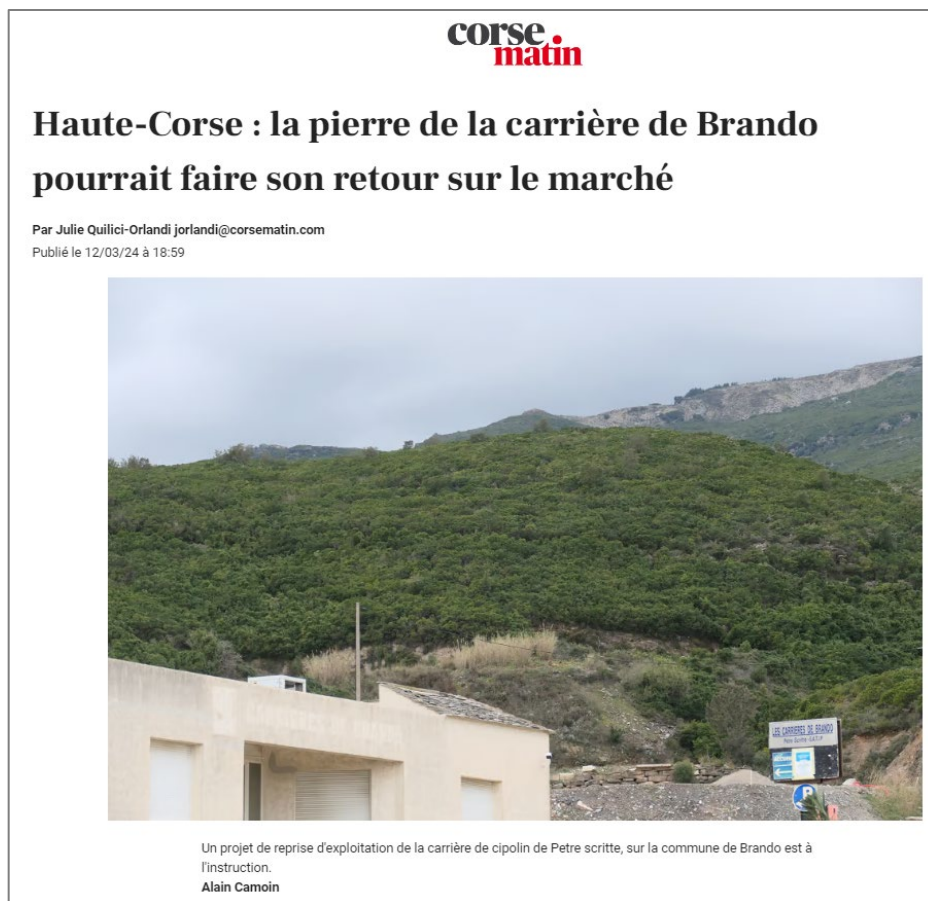 corse
matin
Haute-Corse : la pierre de la carrière de Brando
pourrait faire son retour sur le marché
Par Julie Quilici-Orlandi jorlandi@corsematin.com
Publié le 12/03/24 à 18:59
LES CARRIERES DE BRANDO
P
Un projet de reprise d'exploitation de la carrière de cipolin de Petre scritte, sur la commune de Brando est à
l'instruction.
Alain Camoin